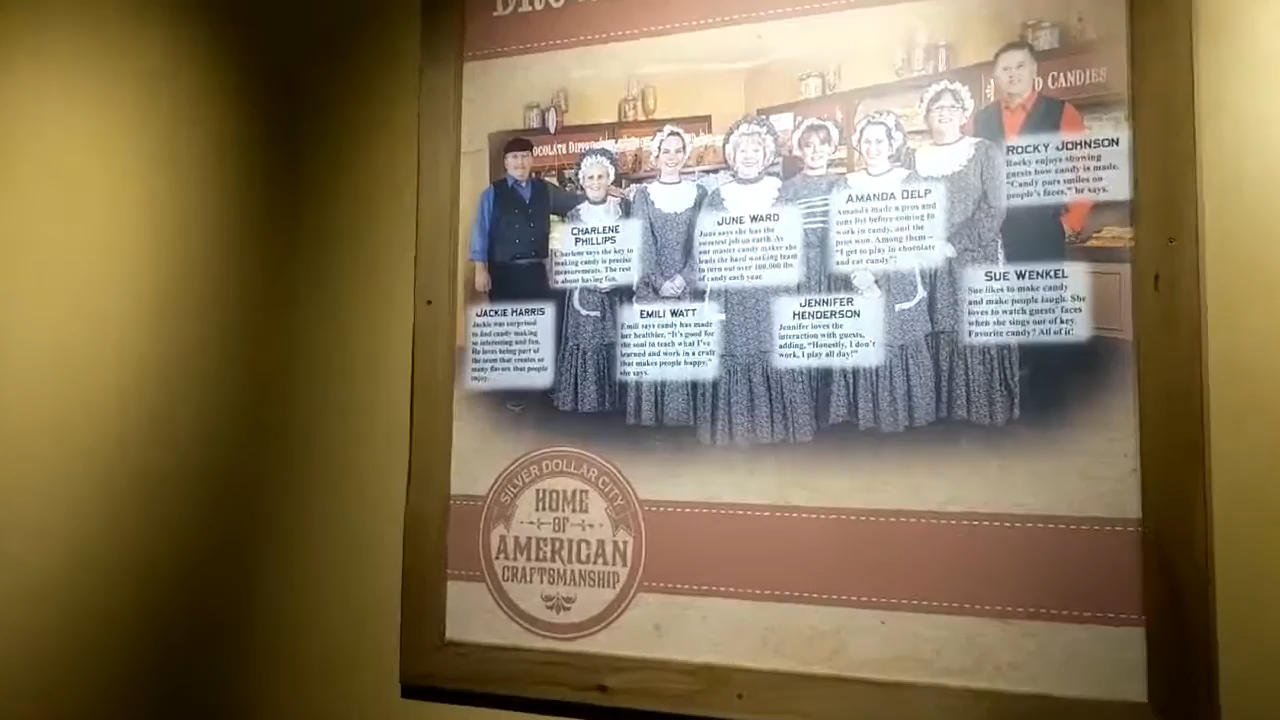 D CANDIES
OCOLATE DIPP
ROCKY JOHNSON
Rocky enjoys showing
guests how candy is made.
"Candy puts smiles on
people's faces," he says.
AMANDA DELP
Amanda made a pros and
cons list before coming to
work in candy, and the
pros won. Among them –
"I get to play in chocolate
and eat candy".
JUNE WARD
June says she has the
sweetest job on earth. As
our master candy maker she
leads the hard working team
to turn out over 100,000 lbs.
of candy each year.
CHARLENE
PHILLIPS
Charlene says the key to
making candy is precise
measurements. The rest
is about having fun.
SUE WENKEL
Sue likes to make candy
and make people laugh. She
loves to watch guests' faces
when she sings out of key.
Favorite candy? All of it!
JENNIFER
HENDERSON
Jennifer loves the
interaction with guests,
adding, "Honestly, I don't
work, I play all day!"
EMILI WATT
Emili says candy has made
her healthier. "It's good for
the soul to teach what I've
learned and work in a craft
that makes people happy,"
she says.
JACKIE HARRIS
Jackie was surprised
to find candy making
so interesting and fun.
He loves being part of
the team that creates so
many flavors that people
enjoy.
SILVER DOLLAR CITY
HOME
OF
AMERICAN
CRAFTSMANSHIP